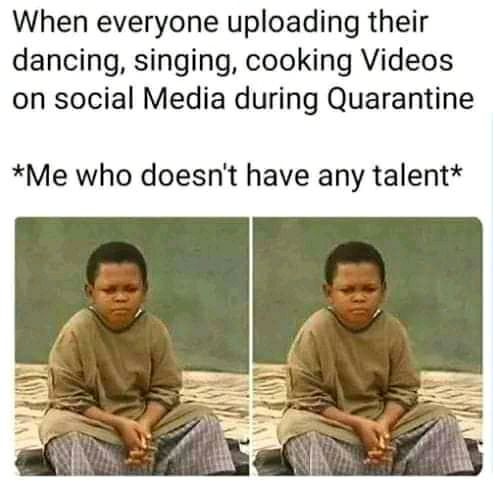 When everyone uploading their
dancing, singing, cooking Videos
on social Media during Quarantine
*Me who doesn't have any talent*